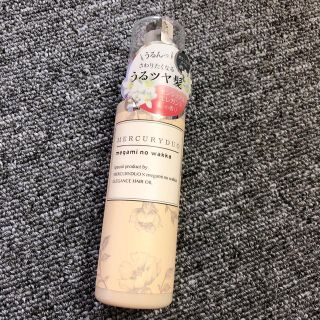 うるんっ
さわりたくなる
うるツヤ髪
MERCURYDUO
megami no wakka
special product by
MERCURYDUO×megami no wakka
ELEGANCE HAIR OIL